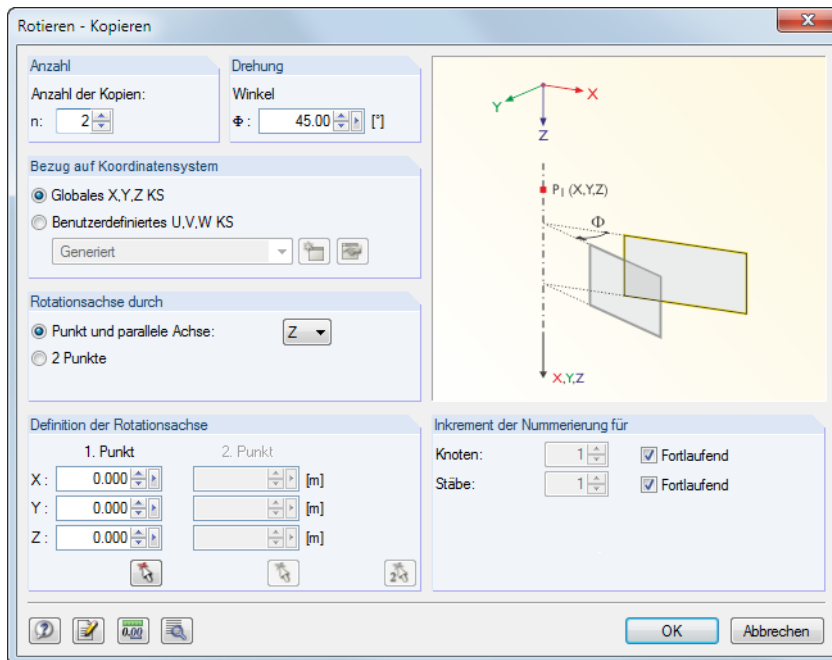 Rotieren - Kopieren
Anzahl
Anzahl der Kopien:
n: 2
Drehung
Winkel
Φ : 45.00 [°]
Bezug auf Koordinatensystem
Globales X,Y,Z KS
Benutzerdefiniertes U,V,W KS
Generiert
Rotationsachse durch
Punkt und parallele Achse: Z
2 Punkte
X
Y
Z
P1 (X,Y,Z)
Φ
X,Y,Z
Definition der Rotationsachse
1. Punkt 2. Punkt
X : 0.000 [m]
Y : 0.000 [m]
Z : 0.000 [m]
2
Inkrement der Nummerierung für
Knoten: 1 Fortlaufend
Stäbe: 1 Fortlaufend
0.00
OK Abbrechen